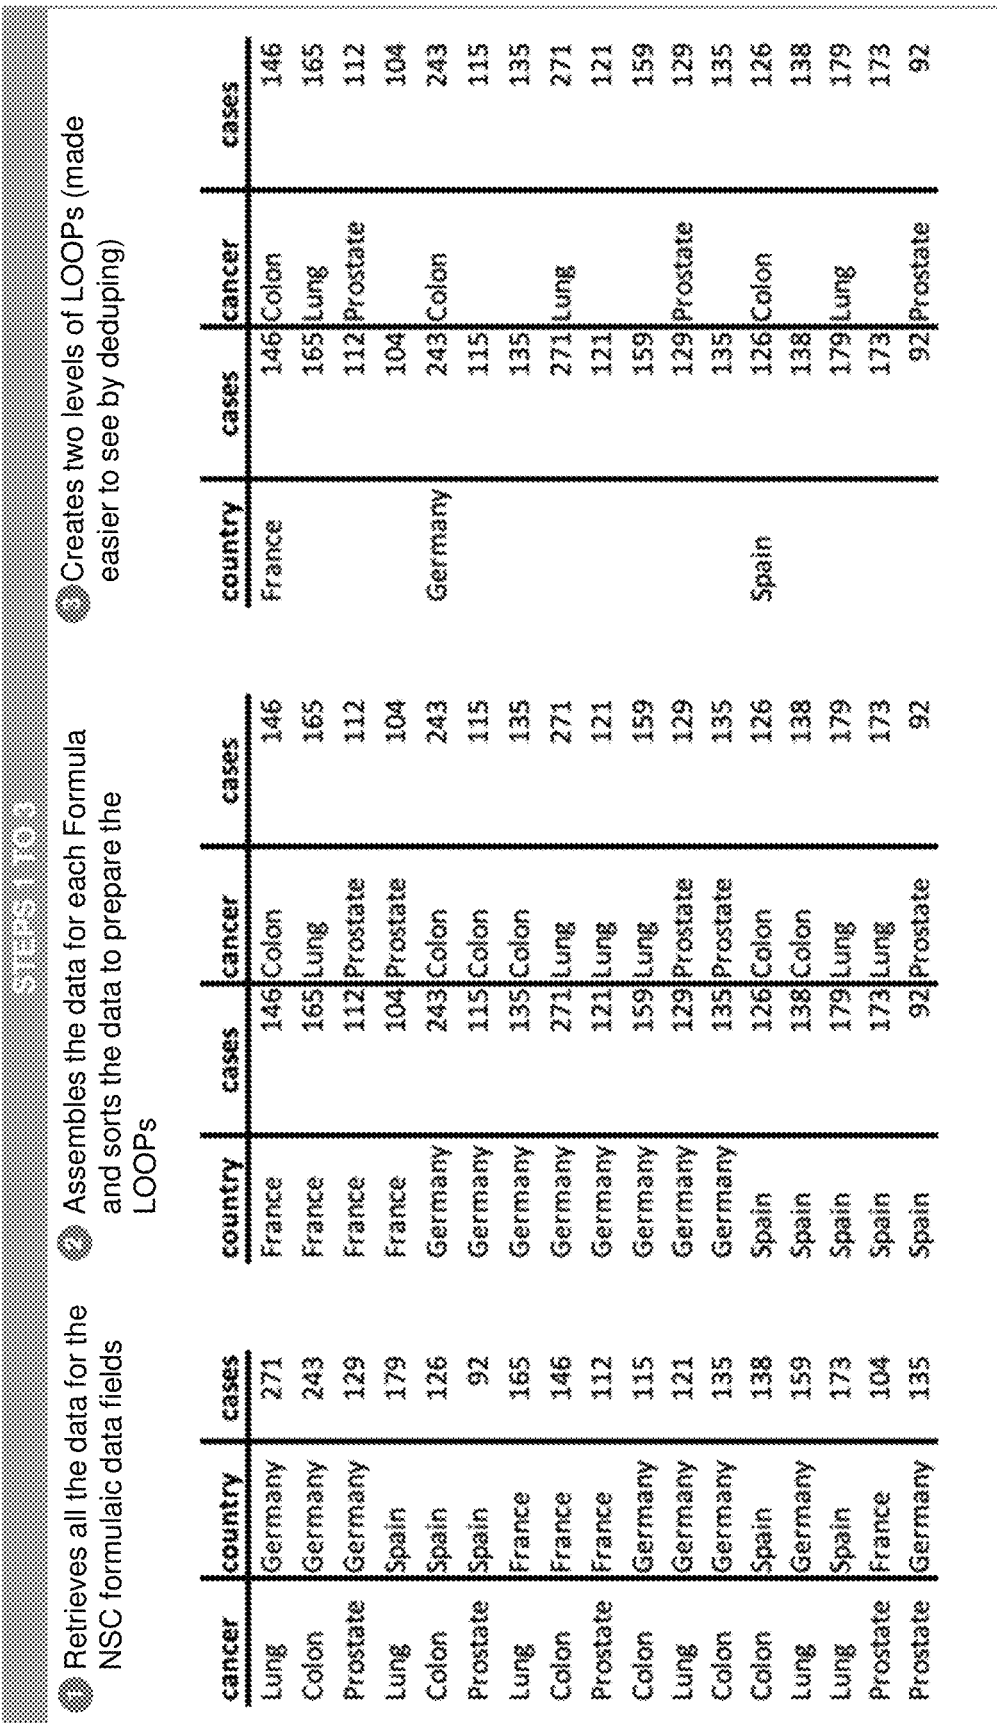 STEPS 1 TO 3
1 Retrieves all the data for the
NSC formulaic data fields
cancer country cases
Lung Germany 271
Colon Germany 243
Prostate Germany 129
Lung Spain 179
Colon Spain 126
Prostate Spain 92
Lung France 165
Colon France 146
Prostate France 112
Colon Germany 115
Lung Germany 121
Colon Germany 135
Colon Spain 138
Lung Germany 159
Lung Spain 173
Prostate France 104
Prostate Germany 135
2 Assembles the data for each Formula
and sorts the data to prepare the
LOOPs
country cases cancer cases
France 146 Colon 146
France 165 Lung 165
France 112 Prostate 112
France 104 Prostate 104
Germany 243 Colon 243
Germany 115 Colon 115
Germany 135 Colon 135
Germany 271 Lung 271
Germany 121 Lung 121
Germany 159 Lung 159
Germany 129 Prostate 129
Germany 135 Prostate 135
Spain 126 Colon 126
Spain 138 Colon 138
Spain 179 Lung 179
Spain 173 Lung 173
Spain 92 Prostate 92
3 Creates two levels of LOOPs (made
easier to see by deduping)
country cases cancer cases
France 146 Colon 146
165 Lung 165
112 Prostate 112
104 104
Germany 243 Colon 243
115 115
135 135
271 Lung 271
121 121
159 159
129 Prostate 129
135 135
Spain 126 Colon 126
138 138
179 Lung 179
173 173
92 Prostate 92